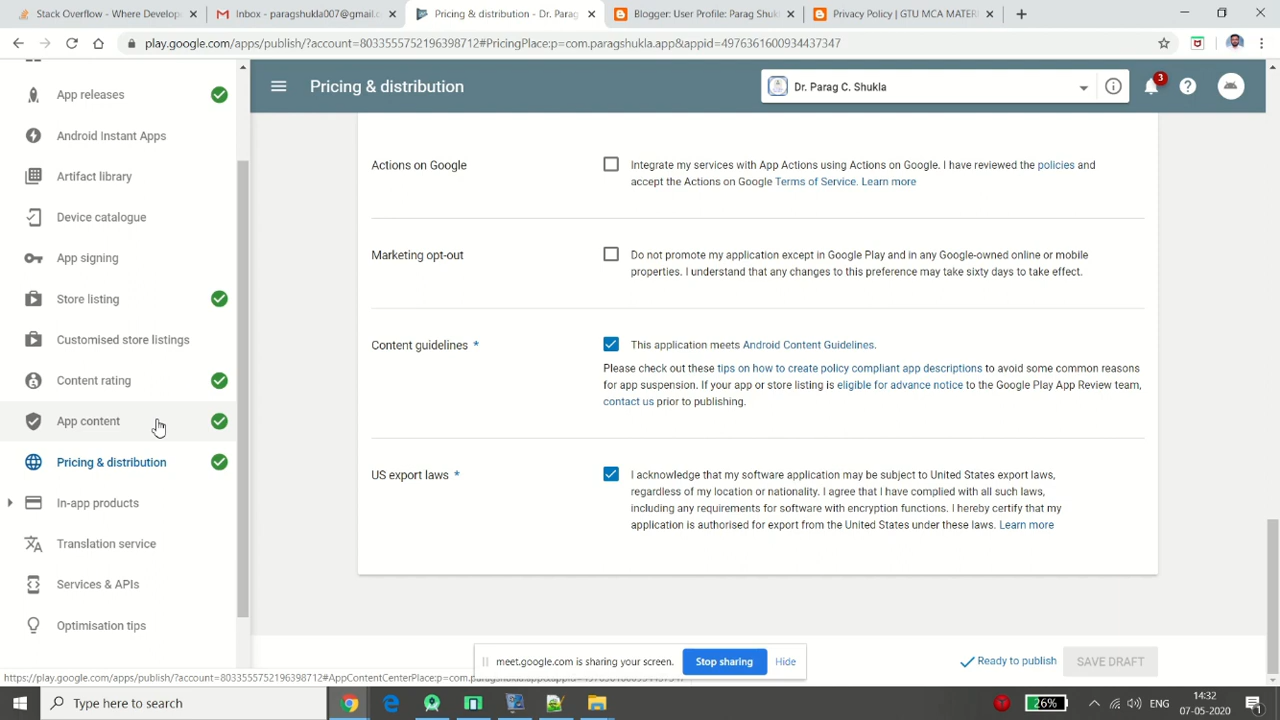 Stack Overflow - Where Develop
Inbox - paragshukla007@gmail.c
Pricing & distribution - Dr. Parag
Blogger: User Profile: Parag Shuk
Privacy Policy | GTU MCA MATER
play.google.com/apps/publish/?account=8033555752196398712#PricingPlace:p=com.paragshukla.app&appid=4976361600934437347
Pricing & distribution
Dr. Parag C. Shukla
3
App releases
Android Instant Apps
Artifact library
Device catalogue
App signing
Store listing
Customised store listings
Content rating
App content
Pricing & distribution
In-app products
Translation service
Services & APIs
Optimisation tips
Actions on Google
Integrate my services with App Actions using Actions on Google. I have reviewed the policies and
accept the Actions on Google Terms of Service. Learn more
Marketing opt-out
Do not promote my application except in Google Play and in any Google-owned online or mobile
properties. I understand that any changes to this preference may take sixty days to take effect.
Content guidelines *
This application meets Android Content Guidelines.
Please check out these tips on how to create policy compliant app descriptions to avoid some common reasons
for app suspension. If your app or store listing is eligible for advance notice to the Google Play App Review team,
contact us prior to publishing.
US export laws *
I acknowledge that my software application may be subject to United States export laws,
regardless of my location or nationality. I agree that I have complied with all such laws,
including any requirements for software with encryption functions. I hereby certify that my
application is authorised for export from the United States under these laws. Learn more
meet.google.com is sharing your screen.
Stop sharing
Hide
Ready to publish
SAVE DRAFT
Type here to search
26%
ENG
14:32
07-05-2020
1